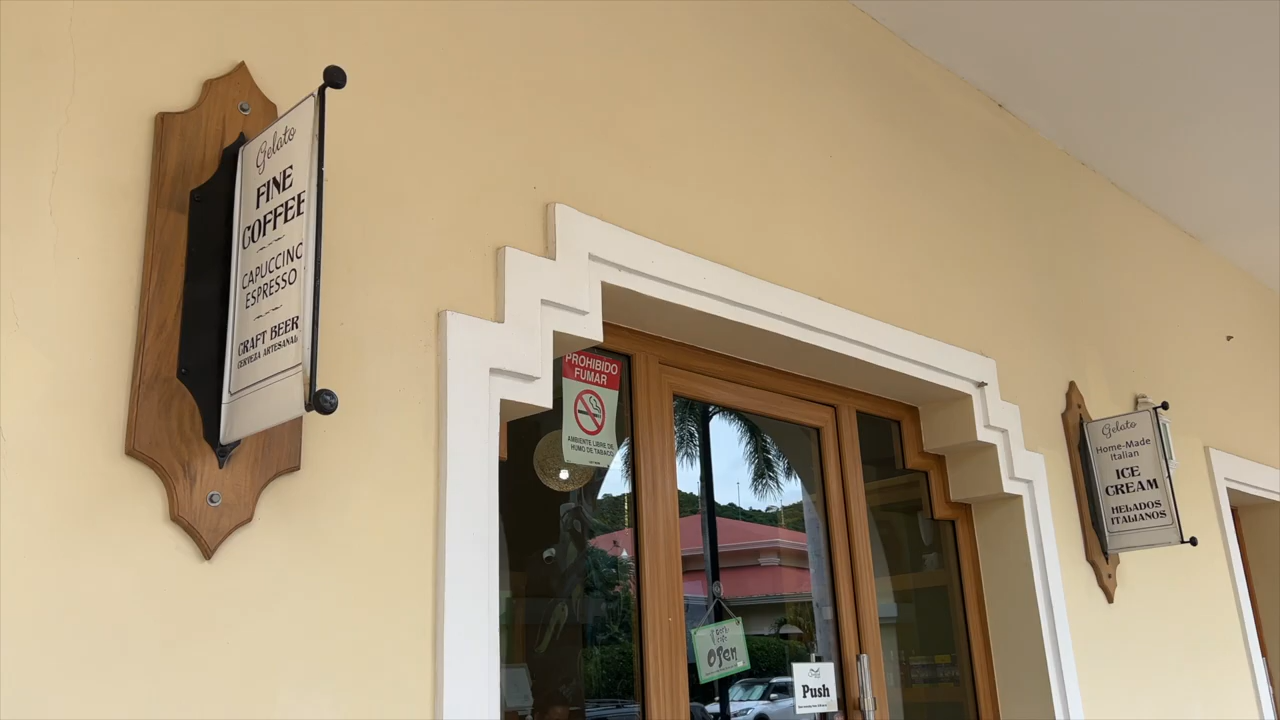 Gelato
FINE
COFFEE
CAPUCCINO
ESPRESSO
CRAFT BEER
CERVEZA ARTESANAL
PROHIBIDO
FUMAR
AMBIENTE LIBRE DE
HUMO DE TABACO
Open
Push
Gelato
Home-Made
Italian
ICE
CREAM
HELADOS
ITALIANOS